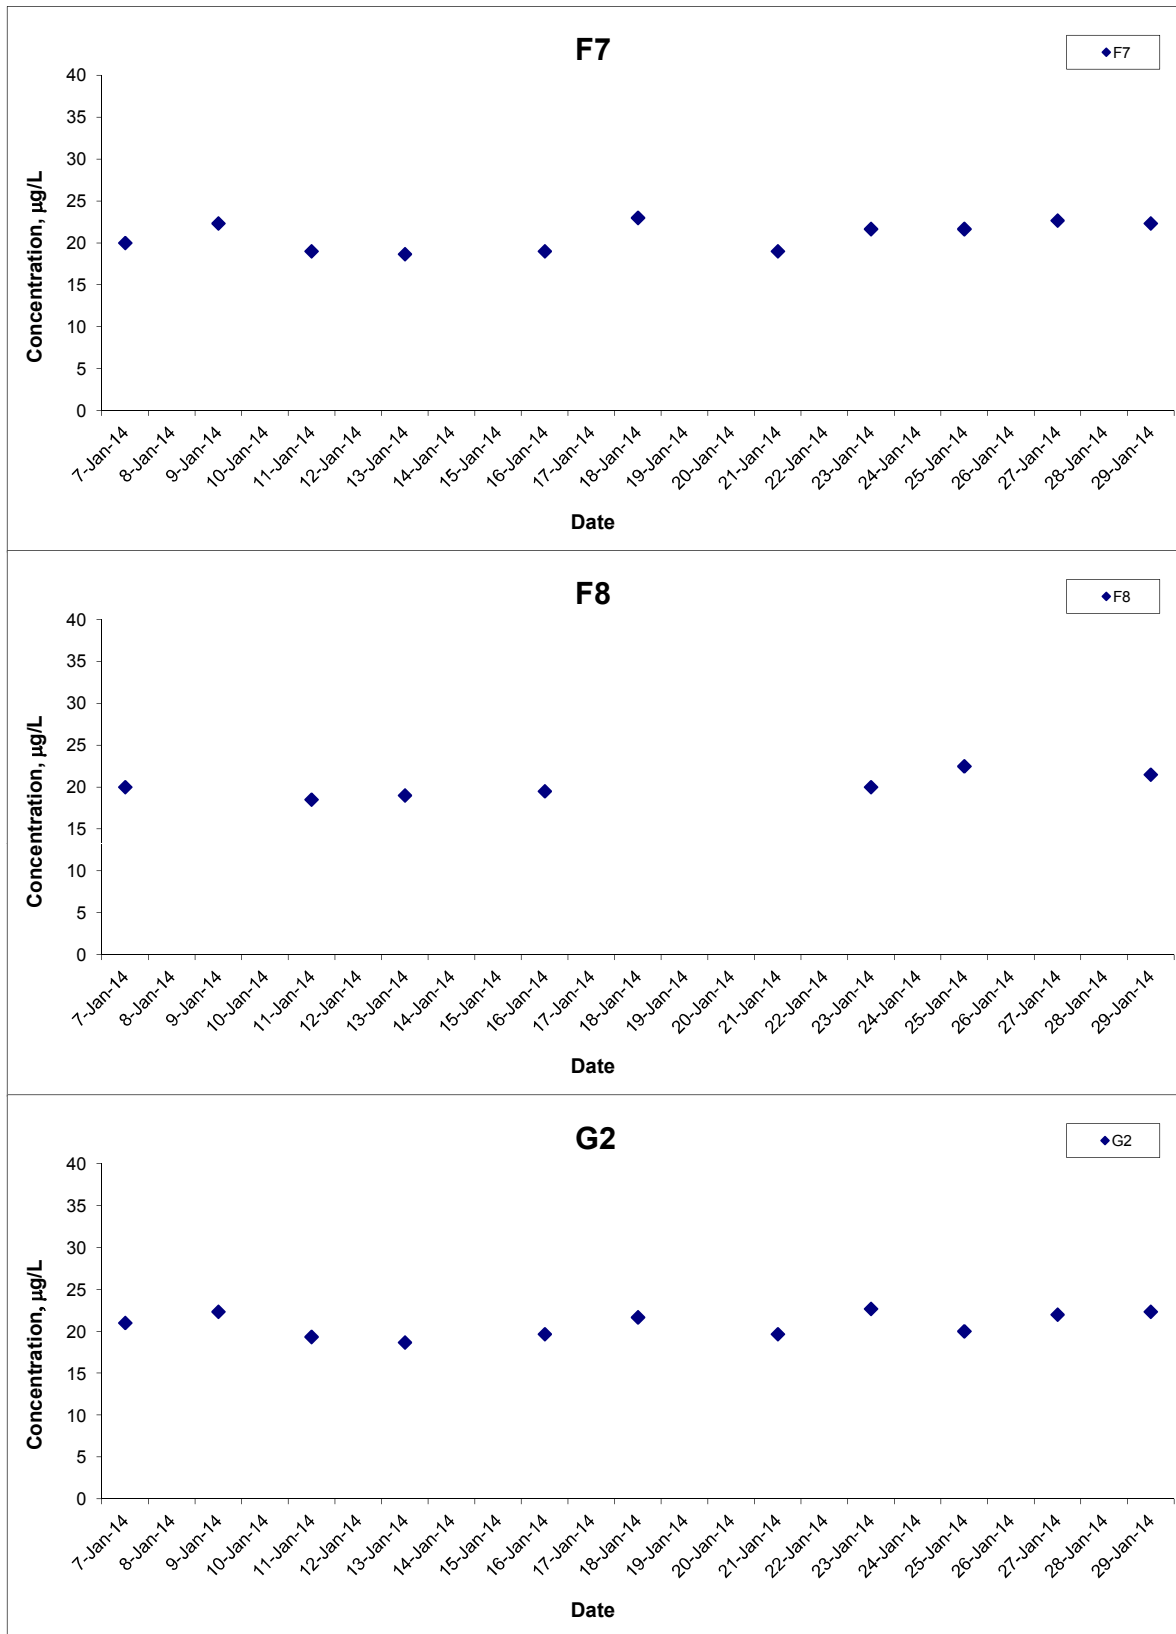 F7
F7
40
35
30
25
20
15
10
5
0
Concentration, µg/L
7-Jan-14
8-Jan-14
9-Jan-14
10-Jan-14
11-Jan-14
12-Jan-14
13-Jan-14
14-Jan-14
15-Jan-14
16-Jan-14
17-Jan-14
18-Jan-14
19-Jan-14
20-Jan-14
21-Jan-14
22-Jan-14
23-Jan-14
24-Jan-14
25-Jan-14
26-Jan-14
27-Jan-14
28-Jan-14
29-Jan-14
Date
F8
F8
40
35
30
25
20
15
10
5
0
Concentration, µg/L
7-Jan-14
8-Jan-14
9-Jan-14
10-Jan-14
11-Jan-14
12-Jan-14
13-Jan-14
14-Jan-14
15-Jan-14
16-Jan-14
17-Jan-14
18-Jan-14
19-Jan-14
20-Jan-14
21-Jan-14
22-Jan-14
23-Jan-14
24-Jan-14
25-Jan-14
26-Jan-14
27-Jan-14
28-Jan-14
29-Jan-14
Date
G2
G2
40
35
30
25
20
15
10
5
0
Concentration, µg/L
7-Jan-14
8-Jan-14
9-Jan-14
10-Jan-14
11-Jan-14
12-Jan-14
13-Jan-14
14-Jan-14
15-Jan-14
16-Jan-14
17-Jan-14
18-Jan-14
19-Jan-14
20-Jan-14
21-Jan-14
22-Jan-14
23-Jan-14
24-Jan-14
25-Jan-14
26-Jan-14
27-Jan-14
28-Jan-14
29-Jan-14
Date